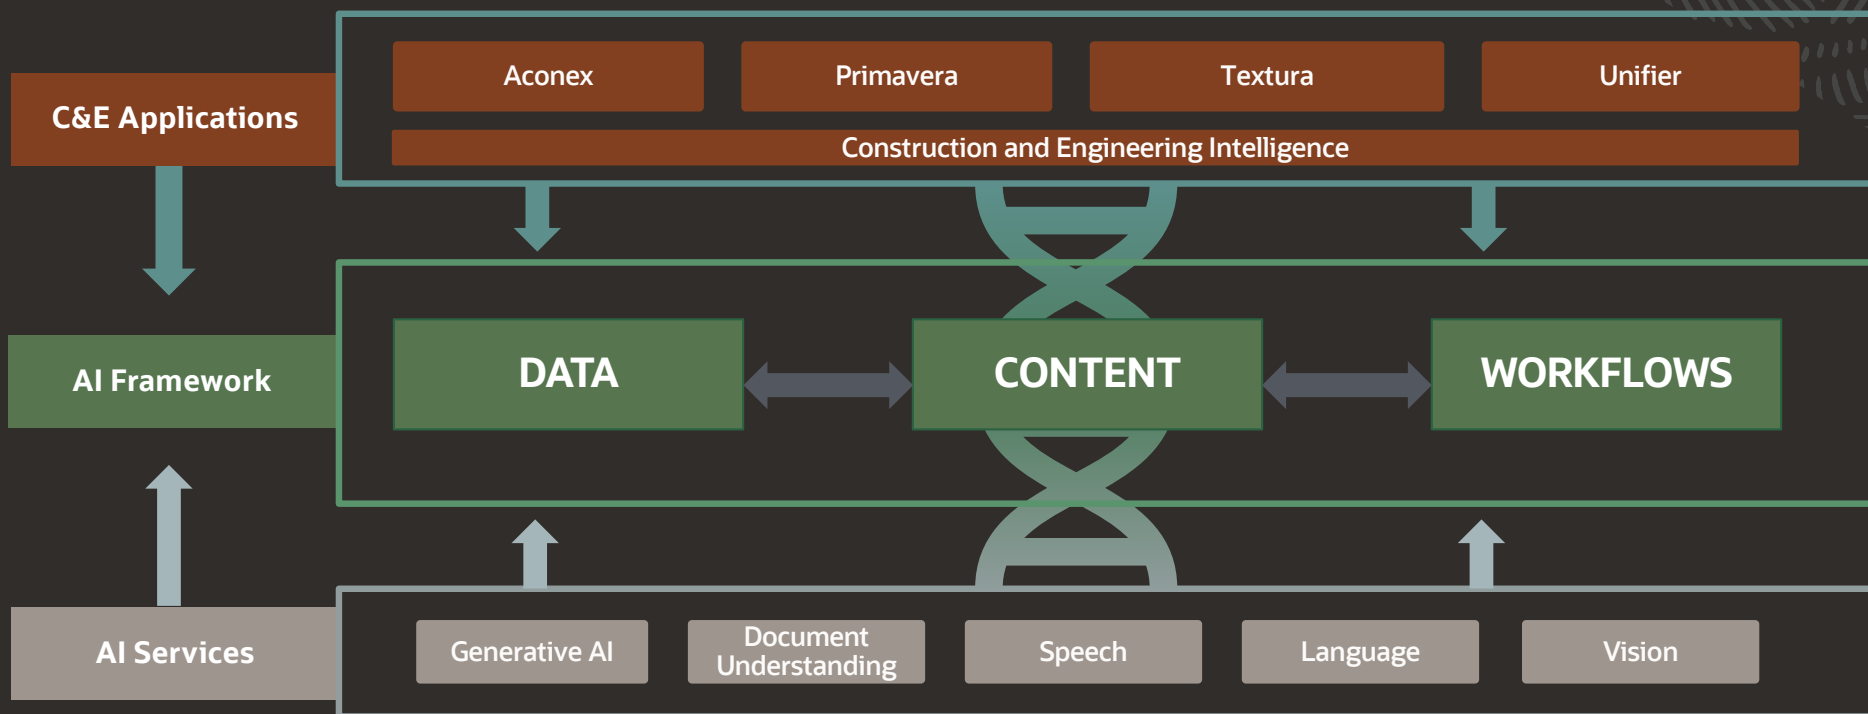 Aconex
Primavera
Textura
Unifier
C&E Applications
Construction and Engineering Intelligence
DATA
CONTENT
WORKFLOWS
AI Framework
Generative AI
Document
Understanding
Speech
Language
Vision
AI Services